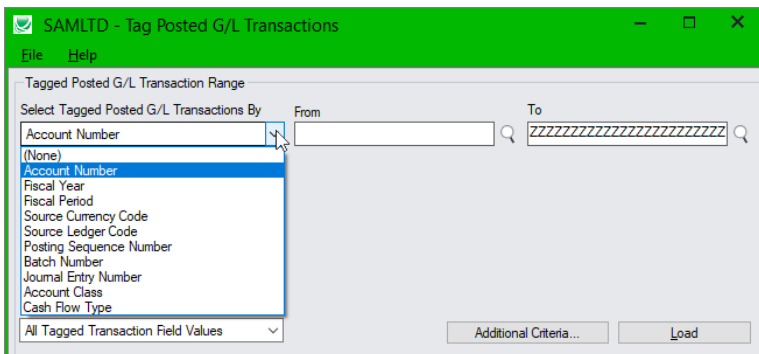 SAMLTD - Tag Posted G/L Transactions
File Help
Tagged Posted G/L Transaction Range
Select Tagged Posted G/L Transactions By From To
Account Number ZZZZZZZZZZZZZZZZZZZZZZZZZ
(None)
Account Number
Fiscal Year
Fiscal Period
Source Currency Code
Source Ledger Code
Posting Sequence Number
Batch Number
Journal Entry Number
Account Class
Cash Flow Type
All Tagged Transaction Field Values Additional Criteria... Load